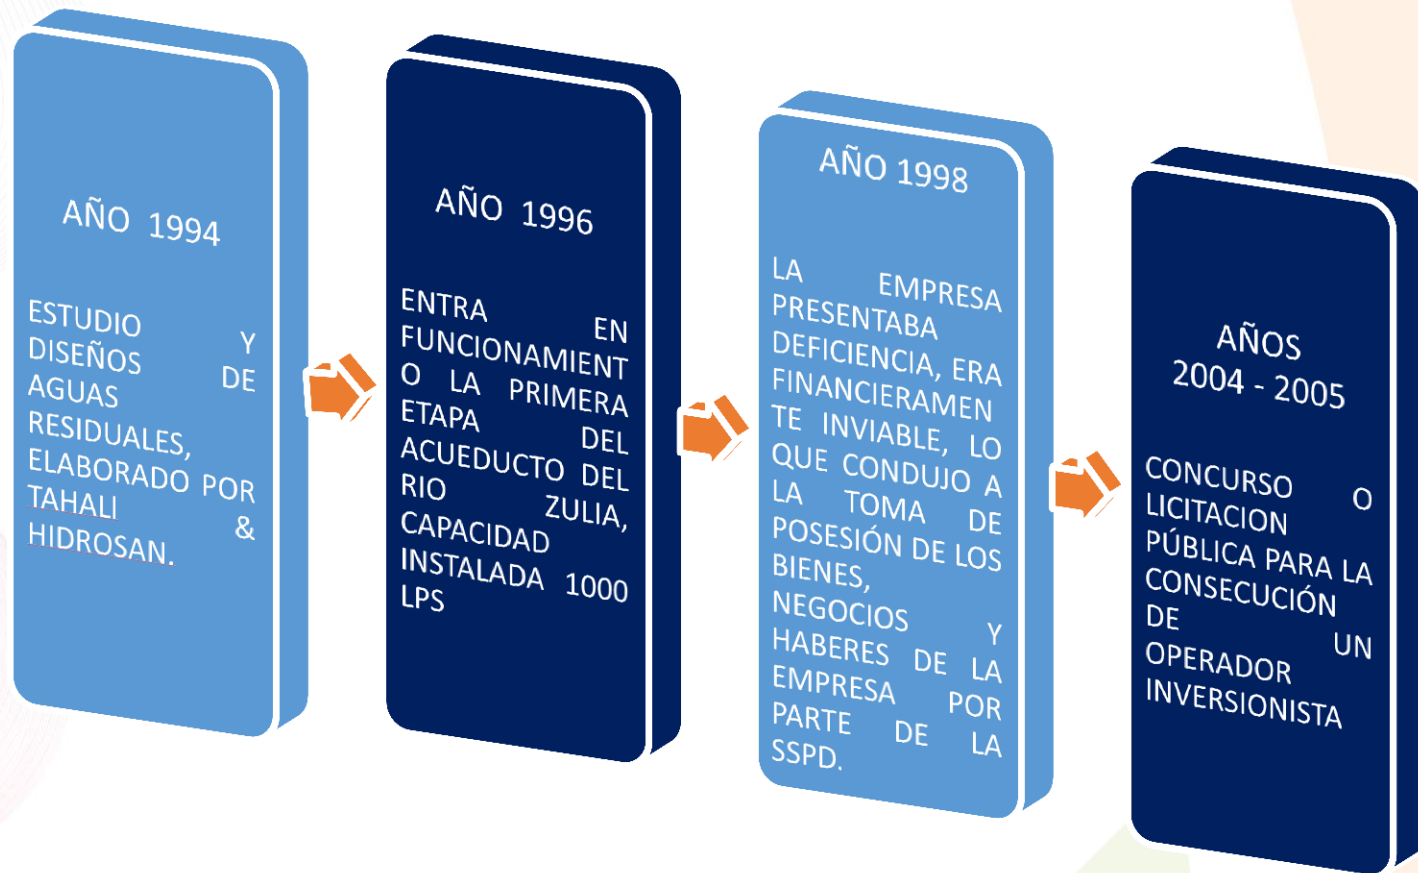 AÑO 1994
ESTUDIO Y
DISEÑOS DE
AGUAS
RESIDUALES,
ELABORADO POR
TAHALI &
HIDROSAN.
AÑO 1996
ENTRA EN
FUNCIONAMIENT
O LA PRIMERA
ETAPA DEL
ACUEDUCTO DEL
RIO ZULIA,
CAPACIDAD
INSTALADA 1000
LPS
AÑO 1998
LA EMPRESA
PRESENTABA
DEFICIENCIA, ERA
FINANCIERAMEN
TE INVIABLE, LO
QUE CONDUJO A
LA TOMA DE
POSESIÓN DE LOS
BIENES,
NEGOCIOS Y
HABERES DE LA
EMPRESA POR
PARTE DE LA
SSPD.
AÑOS
2004 - 2005
CONCURSO O
LICITACION
PÚBLICA PARA LA
CONSECUCIÓN
DE UN
OPERADOR
INVERSIONISTA